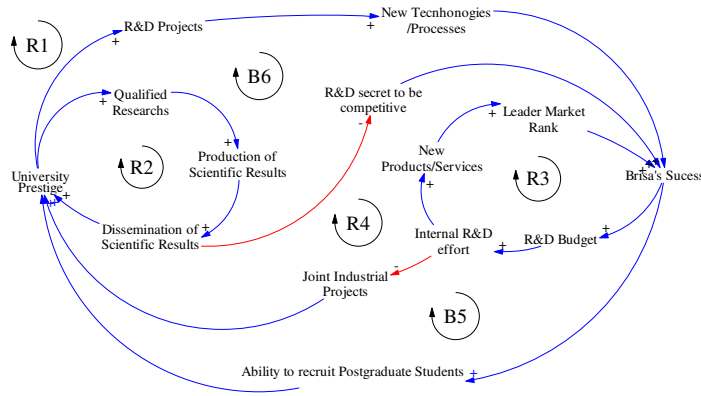 R1
R&D Projects
+
New Tecnhonogies
/Processes
+
B6
Qualified
Researchs
+
R&D secret to be
competitive
-
Leader Market
Rank
+
R2
Production of
Scientific Results
+
New
Products/Services
+
R3
University
Prestige
+
+
+
Brisa's Sucess
+
+
+
Dissemination of
Scientific Results
+
R4
Internal R&D
effort
+
R&D Budget
+
Joint Industrial
Projects
-
B5
Ability to recruit Postgraduate Students
+